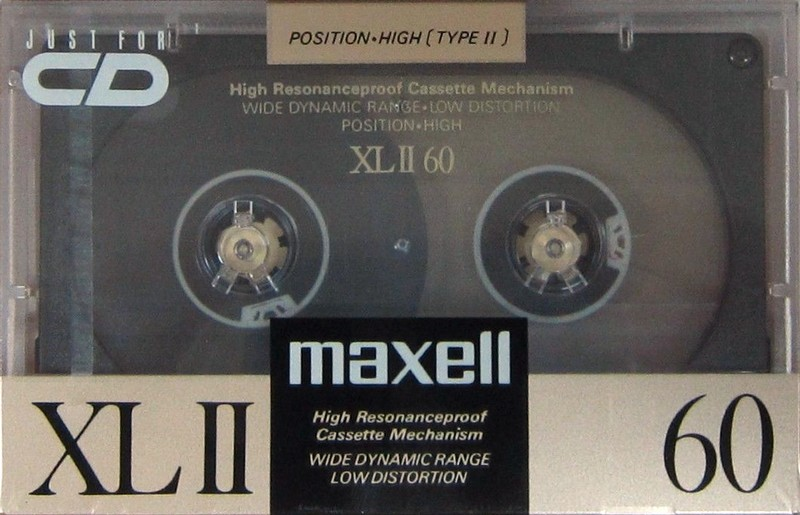 JUST FOR
CD
POSITION•HIGH (TYPE II)
High Resonanceproof Cassette Mechanism
WIDE DYNAMIC RANGE•LOW DISTORTION
POSITION•HIGH
XL II 60
maxell
High Resonanceproof
Cassette Mechanism
WIDE DYNAMIC RANGE
LOW DISTORTION
XL II
60